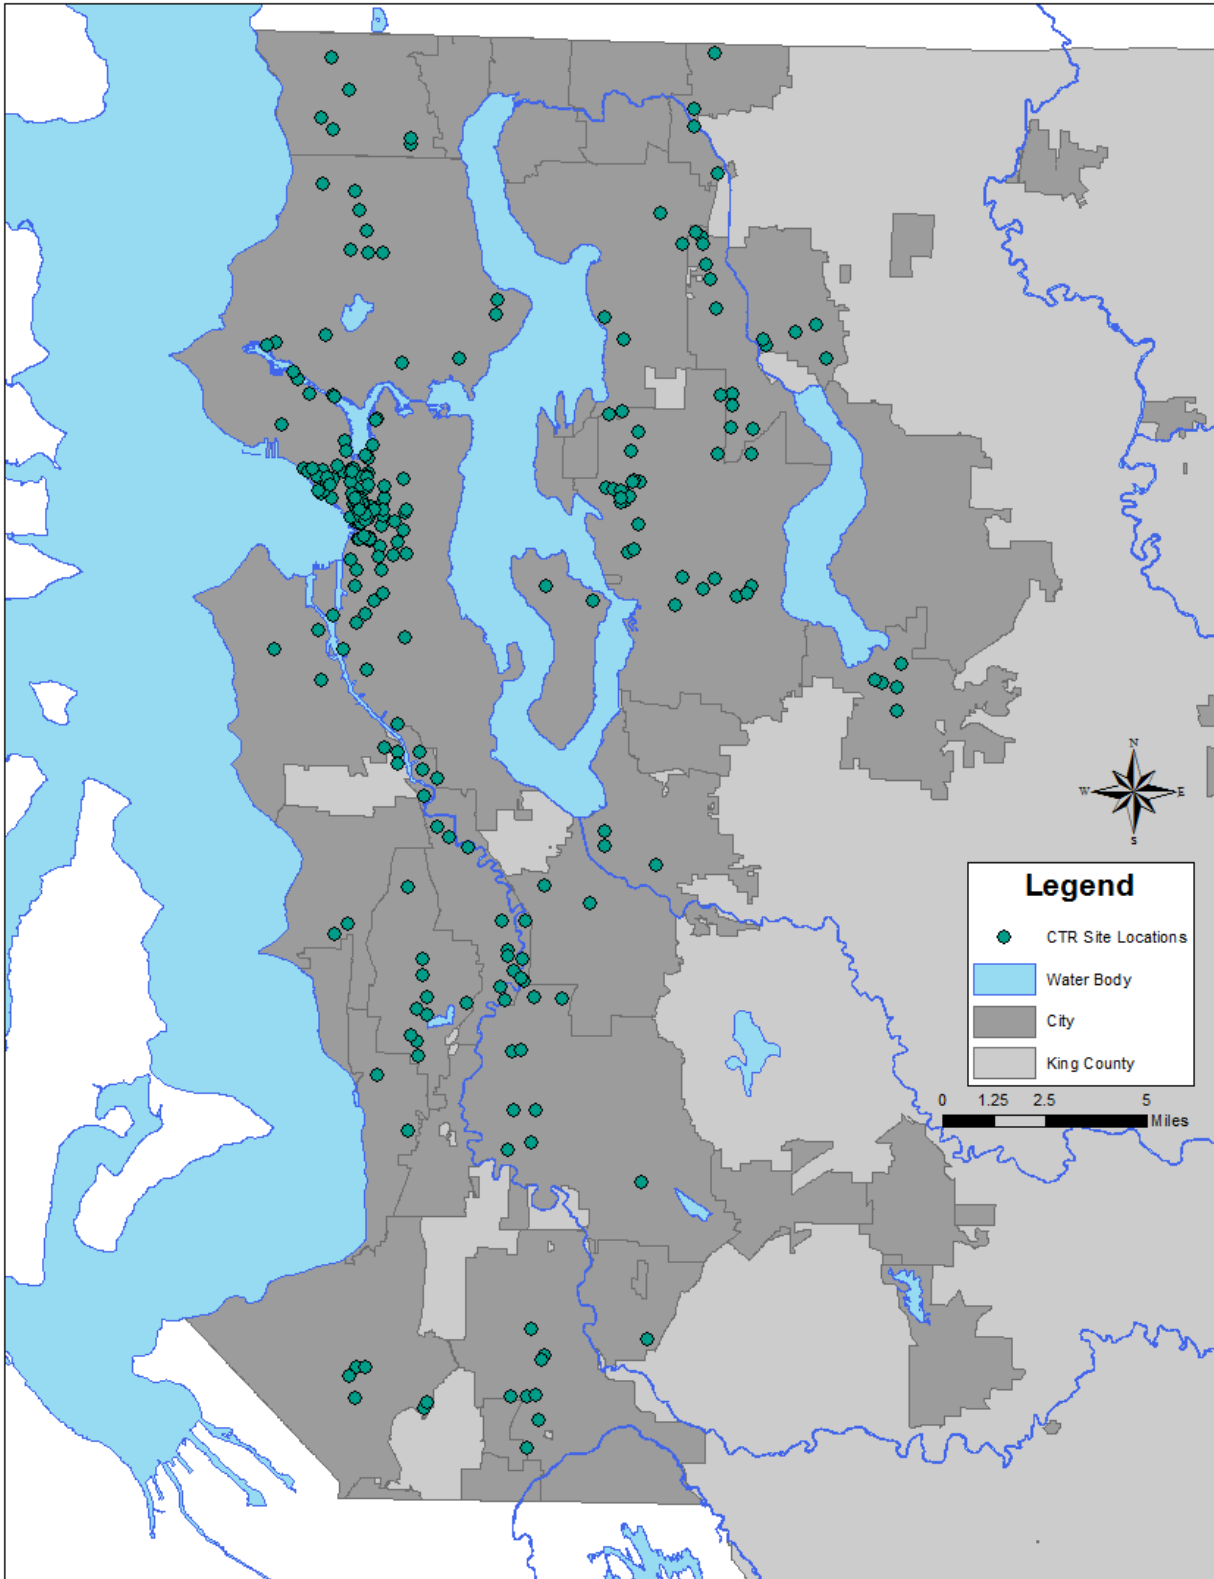 N
W E
S
Legend
CTR Site Locations
Water Body
City
King County
0 1.25 2.5 5
Miles